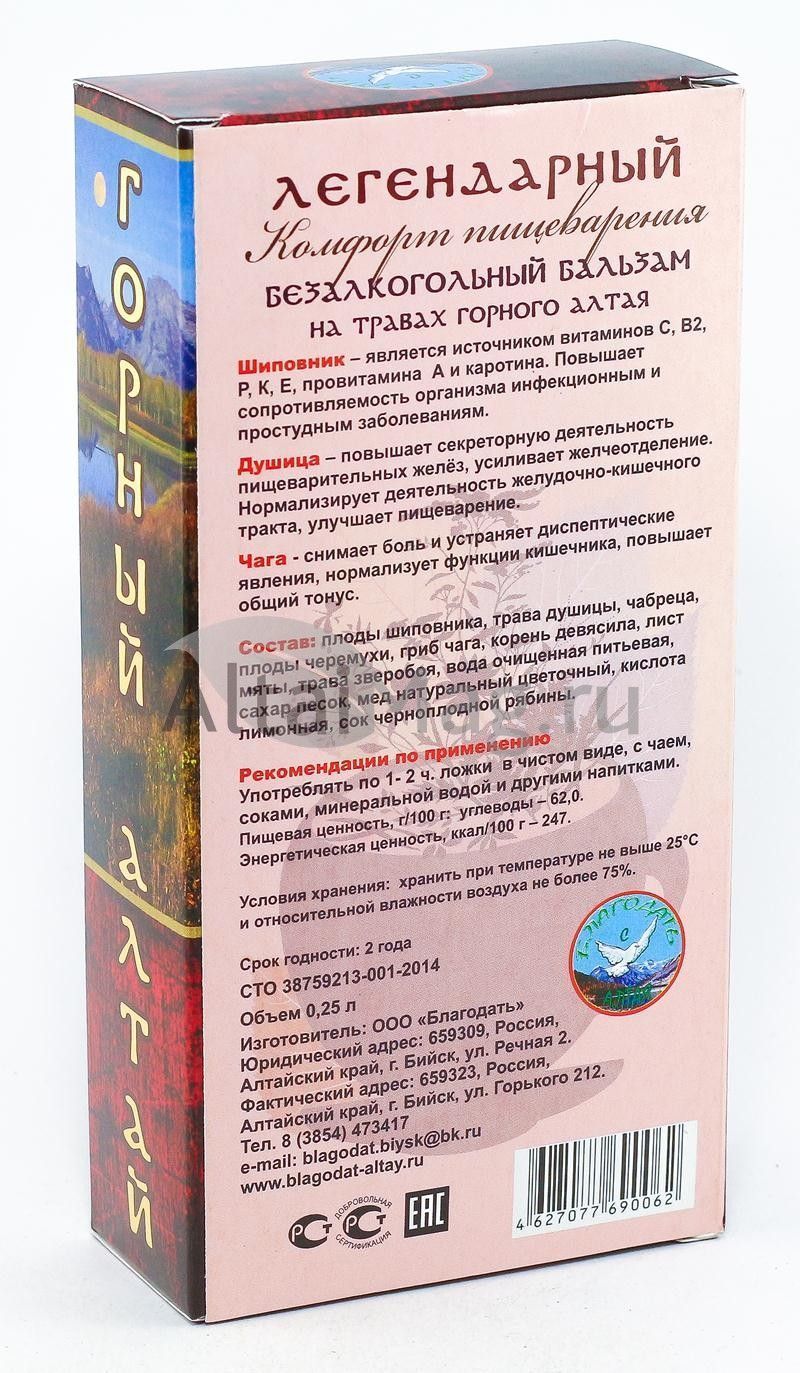 ГОРНЫЙ АЛТАЙ
ЛЕГЕНДАРНЫЙ
Комфорт пищеварения
БЕЗАЛКОГОЛЬНЫЙ БАЛЬЗАМ
НА ТРАВАХ ГОРНОГО АЛТАЯ
Шиповник – является источником витаминов С, В2,
Р, К, Е, провитамина А и каротина. Повышает
сопротивляемость организма инфекционным и
простудным заболеваниям.
Душица – повышает секреторную деятельность
пищеварительных желёз, усиливает желчеотделение.
Нормализирует деятельность желудочно-кишечного
тракта, улучшает пищеварение.
Чага - снимает боль и устраняет диспептические
явления, нормализует функции кишечника, повышает
общий тонус.
Состав: плоды шиповника, трава душицы, чабреца,
плоды черемухи, гриб чага, корень девясила, лист
мяты, трава зверобоя, вода очищенная питьевая,
сахар песок, мед натуральный цветочный, кислота
лимонная, сок черноплодной рябины.
AltaiMag.ru
Рекомендации по применению
Употреблять по 1- 2 ч. ложки в чистом виде, с чаем,
соками, минеральной водой и другими напитками.
Пищевая ценность, г/100 г: углеводы – 62,0.
Энергетическая ценность, ккал/100 г – 247.
Условия хранения: хранить при температуре не выше 25°С
и относительной влажности воздуха не более 75%.
Срок годности: 2 года
СТО 38759213-001-2014
Объем 0,25 л
Изготовитель: ООО «Благодать»
Юридический адрес: 659309, Россия,
Алтайский край, г. Бийск, ул. Речная 2.
Фактический адрес: 659323, Россия,
Алтайский край, г. Бийск, ул. Горького 212.
Тел. 8 (3854) 473417
e-mail: blagodat.biysk@bk.ru
www.blagodat-altay.ru
БЛАГОДАТЬ
С
АЛТАЯ
РСТ
ДОБРОВОЛЬНАЯ
РСТ
СЕРТИФИКАЦИЯ
EAC
4 627077 690062